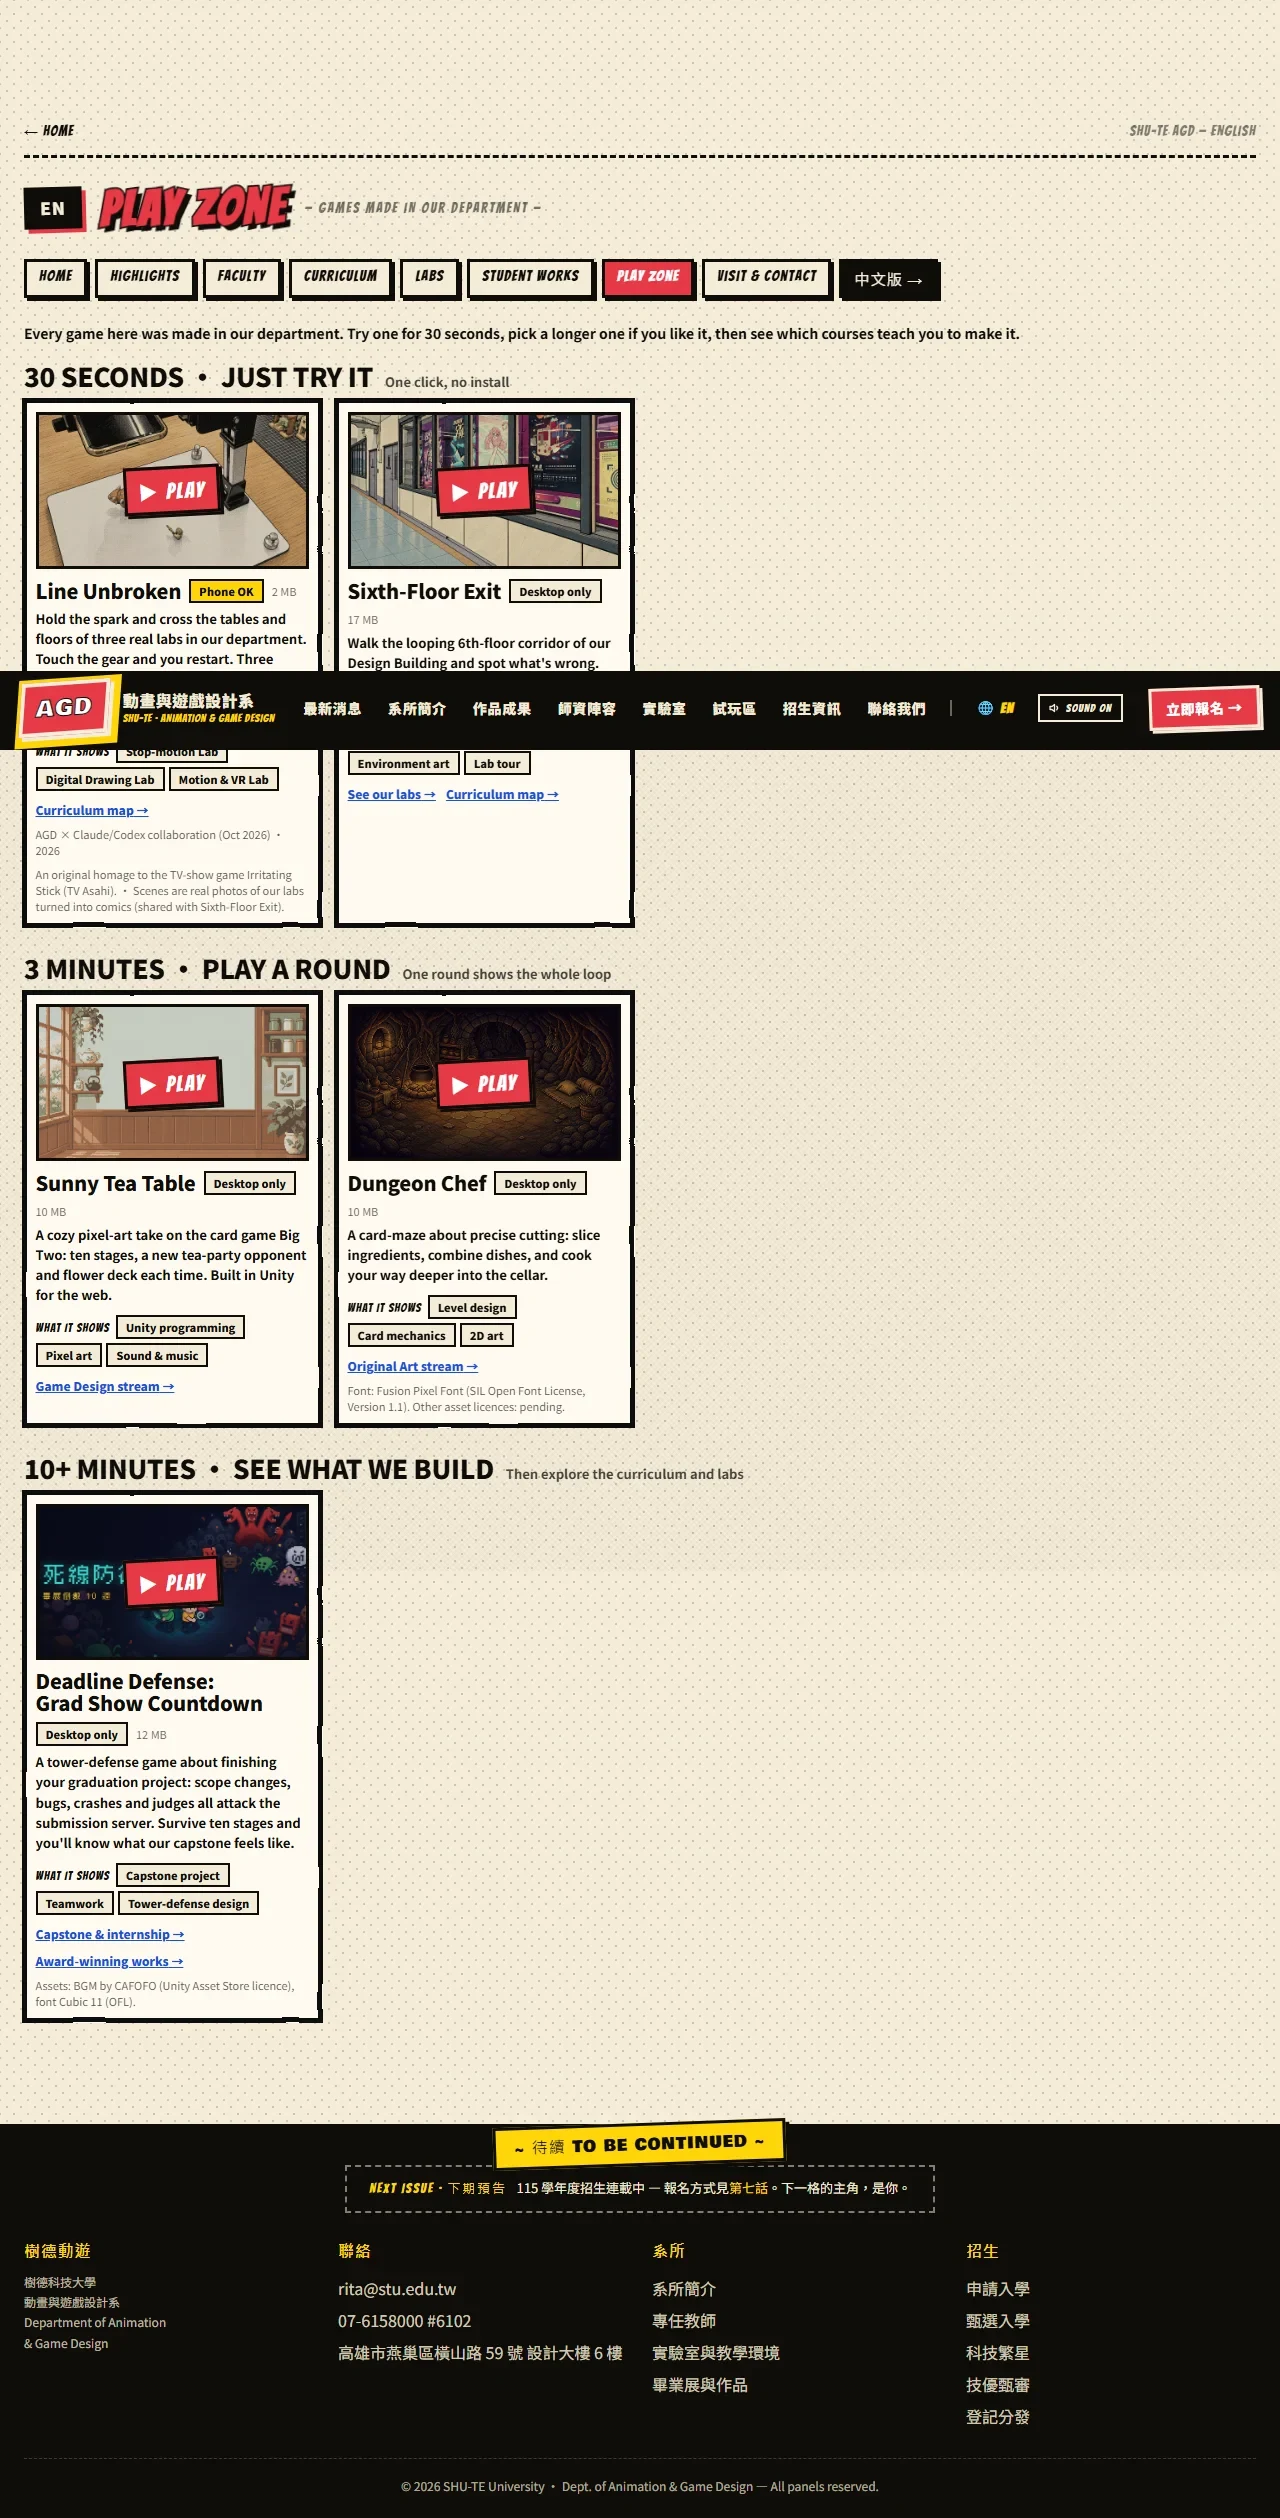 ← HOME
SHU-TE AGD — ENGLISH
EN
PLAY ZONE
— GAMES MADE IN OUR DEPARTMENT —
HOME
HIGHLIGHTS
FACULTY
CURRICULUM
LABS
STUDENT WORKS
PLAY ZONE
VISIT & CONTACT
中文版 →
Every game here was made in our department. Try one for 30 seconds, pick a longer one if you like it, then see which courses teach you to make it.
30 SECONDS・JUST TRY IT One click, no install
▶ PLAY
Line Unbroken Phone OK 2 MB
Hold the spark and cross the tables and
floors of three real labs in our department.
Touch the gear and you restart. Three
▶ PLAY
Sixth-Floor Exit Desktop only
17 MB
Walk the looping 6th-floor corridor of our
Design Building and spot what's wrong.
AGD
動畫與遊戲設計系
SHU-TE · ANIMATION & GAME DESIGN
最新消息
系所簡介
作品成果
師資陣容
實驗室
試玩區
招生資訊
聯絡我們
EN
SOUND ON
立即報名 →
WHAT IT SHOWS Stop-motion Lab
Digital Drawing Lab Motion & VR Lab
Curriculum map →
AGD × Claude/Codex collaboration (Oct 2026)・
2026
An original homage to the TV-show game Irritating
Stick (TV Asahi).・Scenes are real photos of our labs
turned into comics (shared with Sixth-Floor Exit).
Environment art Lab tour
See our labs → Curriculum map →
3 MINUTES・PLAY A ROUND One round shows the whole loop
▶ PLAY
Sunny Tea Table Desktop only
10 MB
A cozy pixel-art take on the card game Big
Two: ten stages, a new tea-party opponent
and flower deck each time. Built in Unity
for the web.
WHAT IT SHOWS Unity programming
Pixel art Sound & music
Game Design stream →
▶ PLAY
Dungeon Chef Desktop only
10 MB
A card-maze about precise cutting: slice
ingredients, combine dishes, and cook
your way deeper into the cellar.
WHAT IT SHOWS Level design
Card mechanics 2D art
Original Art stream →
Font: Fusion Pixel Font (SIL Open Font License,
Version 1.1). Other asset licences: pending.
10+ MINUTES・SEE WHAT WE BUILD Then explore the curriculum and labs
死線防
畢展倒數 10 週
▶ PLAY
Deadline Defense:
Grad Show Countdown
Desktop only 12 MB
A tower-defense game about finishing
your graduation project: scope changes,
bugs, crashes and judges all attack the
submission server. Survive ten stages and
you'll know what our capstone feels like.
WHAT IT SHOWS Capstone project
Teamwork Tower-defense design
Capstone & internship →
Award-winning works →
Assets: BGM by CAFOFO (Unity Asset Store licence),
font Cubic 11 (OFL).
~ 待續 TO BE CONTINUED ~
NEXT ISSUE · 下期預告 115 學年度招生連載中 — 報名方式見第七話。下一格的主角，是你。
樹德動遊
樹德科技大學
動畫與遊戲設計系
Department of Animation
& Game Design
聯絡
rita@stu.edu.tw
07-6158000 #6102
高雄市燕巢區橫山路 59 號 設計大樓 6 樓
系所
系所簡介
專任教師
實驗室與教學環境
畢業展與作品
招生
申請入學
甄選入學
科技繁星
技優甄審
登記分發
© 2026 SHU-TE University・Dept. of Animation & Game Design — All panels reserved.